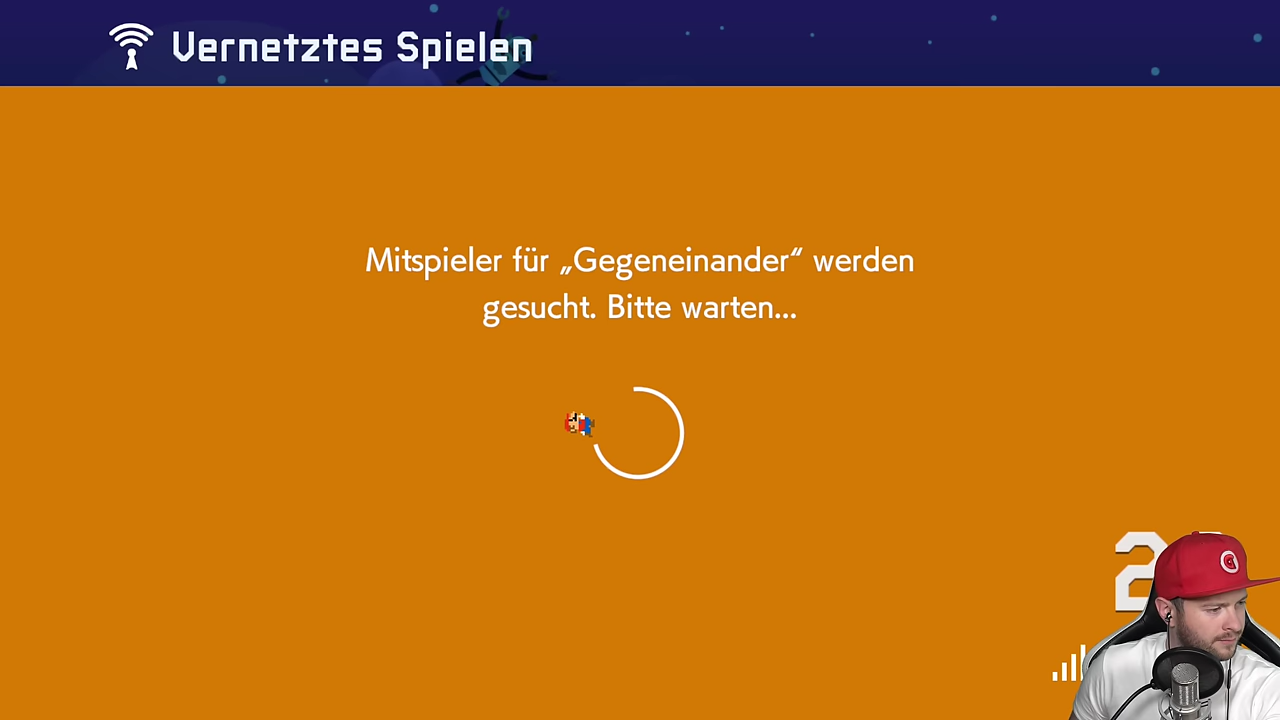 Vernetztes Spielen
Mitspieler für „Gegeneinander“ werden
gesucht. Bitte warten...